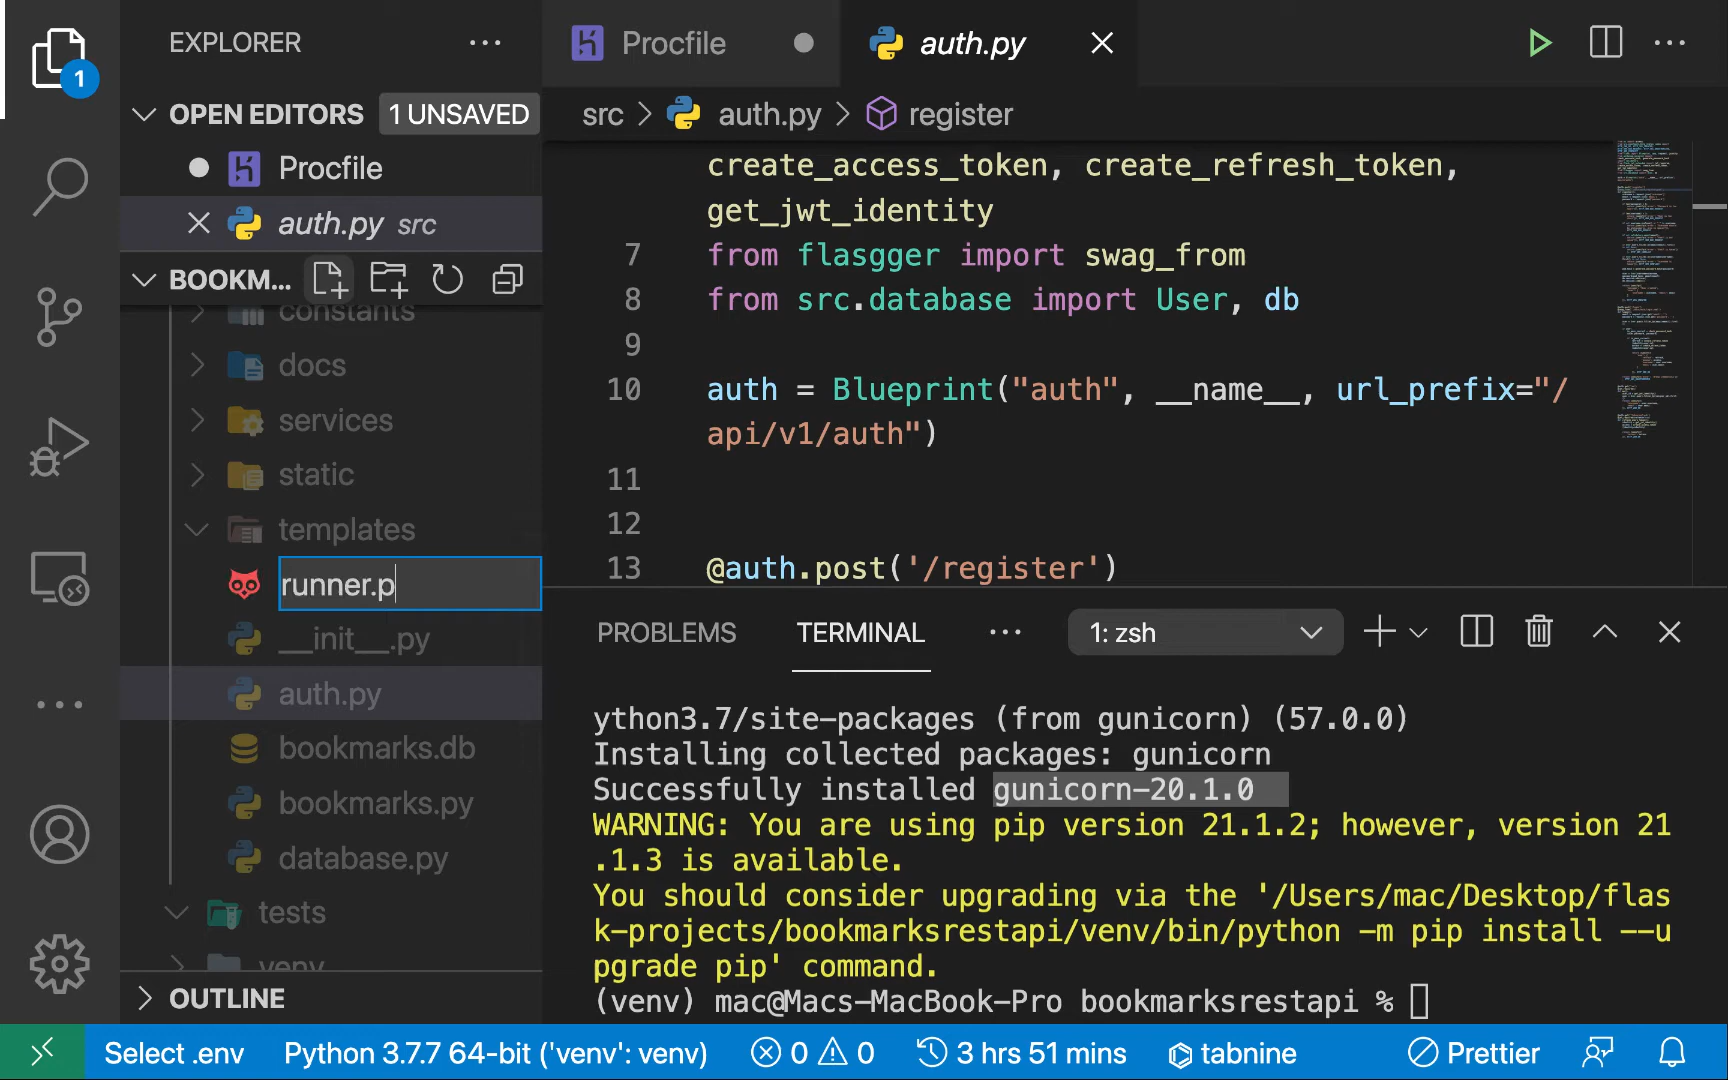 EXPLORER
1
OPEN EDITORS
1 UNSAVED
Procfile
auth.py src
BOOKM...
constants
docs
services
static
templates
runner.p
__init__.py
auth.py
bookmarks.db
bookmarks.py
database.py
tests
venv
OUTLINE
Procfile
auth.py
src > auth.py > register
create_access_token, create_refresh_token,
get_jwt_identity
7 from flasgger import swag_from
8 from src.database import User, db
9
10 auth = Blueprint("auth", __name__, url_prefix="/
api/v1/auth")
11
12
13 @auth.post('/register')
PROBLEMS
TERMINAL
1: zsh
ython3.7/site-packages (from gunicorn) (57.0.0)
Installing collected packages: gunicorn
Successfully installed gunicorn-20.1.0
WARNING: You are using pip version 21.1.2; however, version 21
.1.3 is available.
You should consider upgrading via the '/Users/mac/Desktop/flas
k-projects/bookmarksrestapi/venv/bin/python -m pip install --u
pgrade pip' command.
(venv) mac@Macs-MacBook-Pro bookmarksrestapi %
Select .env
Python 3.7.7 64-bit ('venv': venv)
0
0
3 hrs 51 mins
tabnine
Prettier